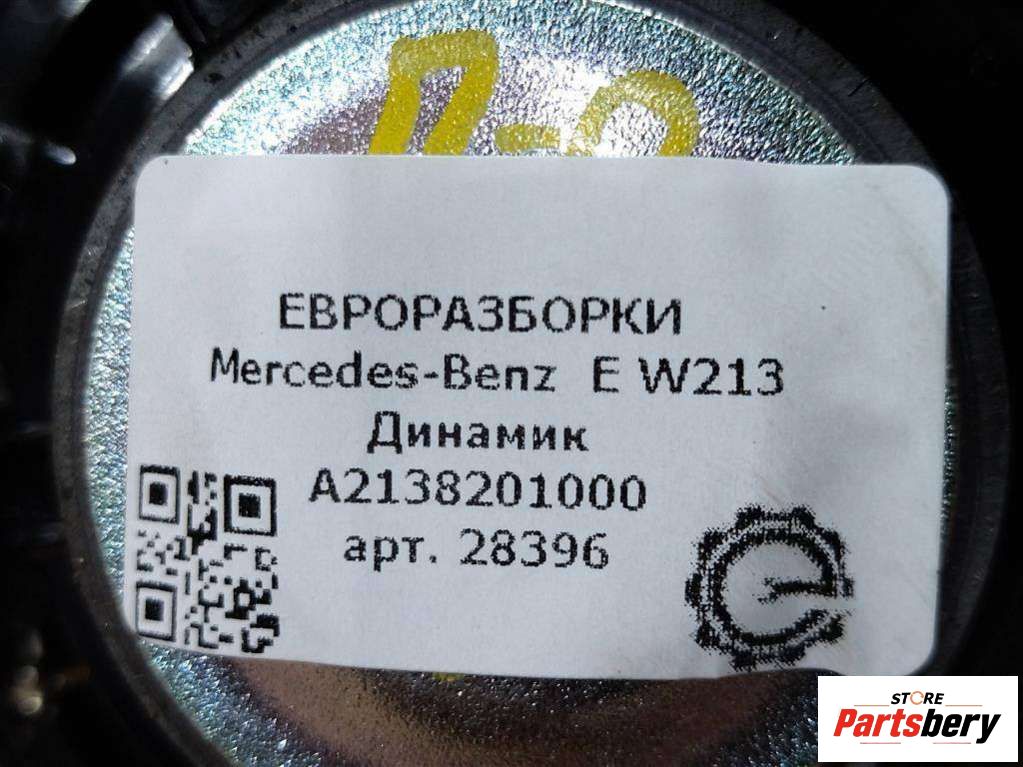 ЕВРОРАЗБОРКИ
Mercedes-Benz E W213
Динамик
A2138201000
арт. 28396
STORE
Partsbery